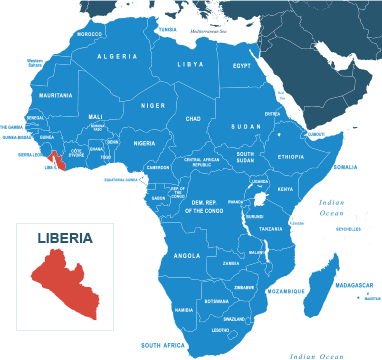 Mediterranean Sea
TUNISIA
MOROCCO
ALGERIA
LIBYA
EGYPT
Western
Sahara
Red
Sea
MAURITANIA
MALI
NIGER
CHAD
SUDAN
ERITREA
SENEGAL
THE GAMBIA
GUINEA-BISSAU
GUINEA
BURKINA
FASO
BENIN
NIGERIA
DJIBOUTI
SIERRA LEONE
CÔTE
D'IVOIRE
GHANA
TOGO
CENTRAL AFRICAN
REPUBLIC
SOUTH
SUDAN
ETHIOPIA
SOMALIA
CAMEROON
EQUATORIAL GUINEA
GABON
REP. OF
THE CONGO
DEM. REP.
OF THE CONGO
UGANDA
KENYA
RWANDA
BURUNDI
TANZANIA
Indian
Ocean
SEYCHELLES
LIBERIA
ANGOLA
ZAMBIA
MALAWI
ZIMBABWE
MOZAMBIQUE
MADAGASCAR
MAURITIUS
NAMIBIA
BOTSWANA
SWAZILAND
LESOTHO
SOUTH AFRICA
Indian Ocean